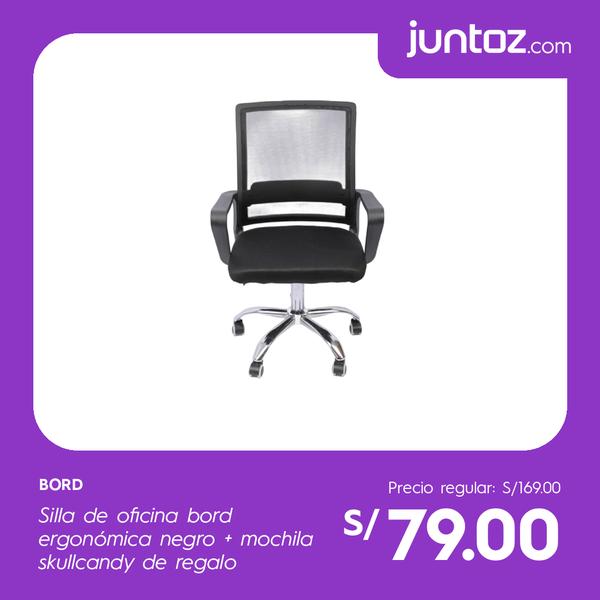 juntoz.com
BORD
Silla de oficina bord
ergonómica negro + mochila
skullcandy de regalo
Precio regular: S/169.00
S/79.00